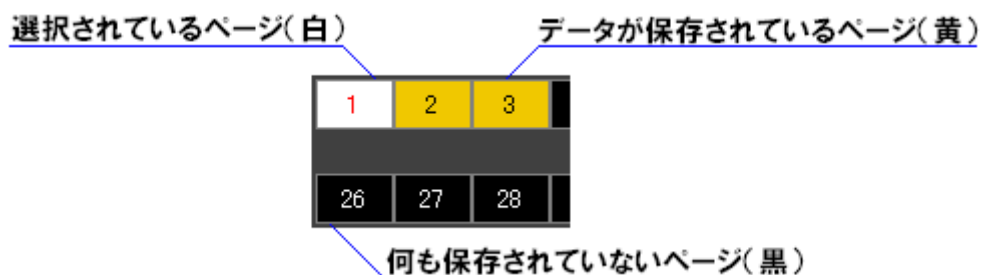 選択されているページ(白)
データが保存されているページ(黄)
1 2 3
26 27 28
何も保存されていないページ(黒)